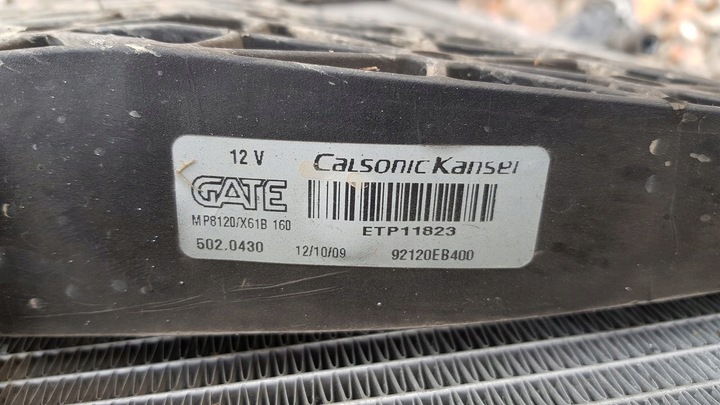 12 V CALSONIC KANSEI
GATE
MP8120/X61B 160 ETP11823
502.0430 12/10/09 92120EB400